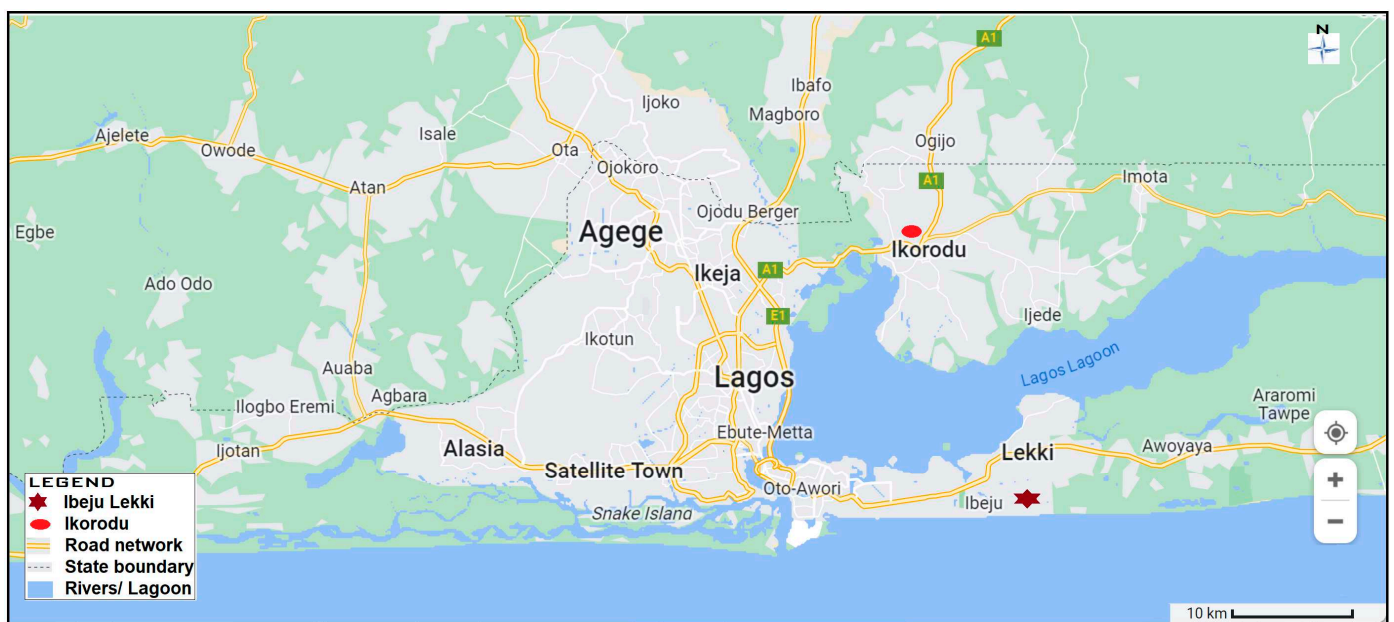 N
A1
Ibafo
Ijoko
Magboro
Ajelete
Isale
Ogijo
Owode
Ota
Ojokoro
Imota
A1
Atan
Ojodu Berger
Egbe
Agege
Ikorodu
Ikeja
A1
Ado Odo
Ijede
E1
Ikotun
Lagos Lagoon
Auaba
Lagos
Agbara
Araromi
Tawpe
Ilogbo Eremi
Ebute-Metta
Ijotan
Alasia
Lekki
Awoyaya
Satellite Town
Oto-Awori
Ibeju
Snake Island
LEGEND
Ibeju Lekki
Ikorodu
Road network
State boundary
Rivers/ Lagoon
+
−
10 km